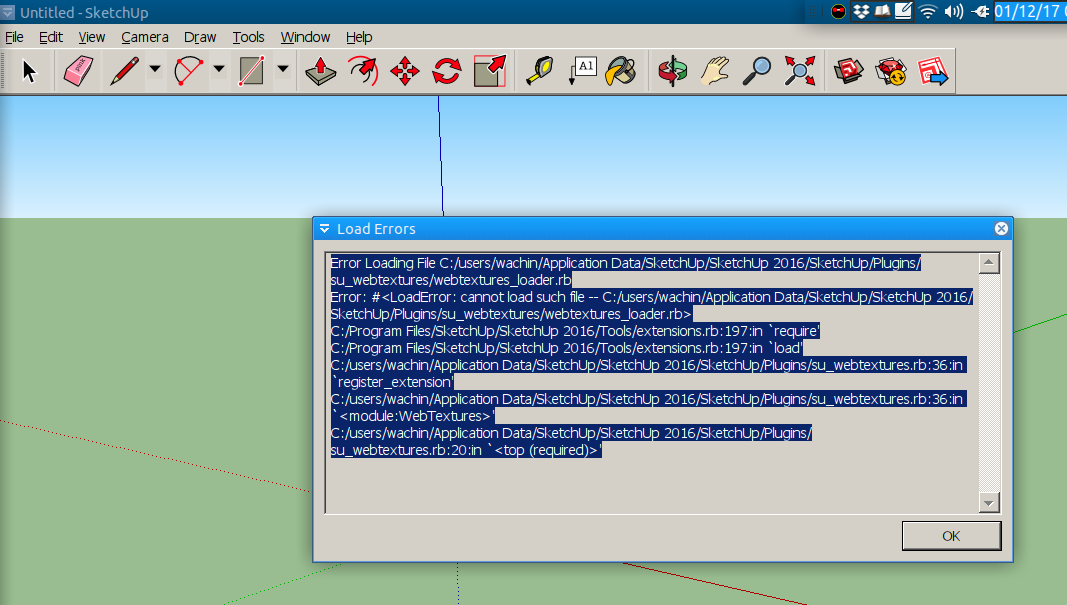 Untitled - SketchUp
01/12/17
File Edit View Camera Draw Tools Window Help
A1
Load Errors
Error Loading File C:/users/wachin/Application Data/SketchUp/SketchUp 2016/SketchUp/Plugins/
su_webtextures/webtextures_loader.rb
Error: #<LoadError: cannot load such file -- C:/users/wachin/Application Data/SketchUp/SketchUp 2016/
SketchUp/Plugins/su_webtextures/webtextures_loader.rb>
C:/Program Files/SketchUp/SketchUp 2016/Tools/extensions.rb:197:in `require'
C:/Program Files/SketchUp/SketchUp 2016/Tools/extensions.rb:197:in `load'
C:/users/wachin/Application Data/SketchUp/SketchUp 2016/SketchUp/Plugins/su_webtextures.rb:36:in
`register_extension'
C:/users/wachin/Application Data/SketchUp/SketchUp 2016/SketchUp/Plugins/su_webtextures.rb:36:in
`<module:WebTextures>'
C:/users/wachin/Application Data/SketchUp/SketchUp 2016/SketchUp/Plugins/
su_webtextures.rb:20:in `<top (required)>'
OK